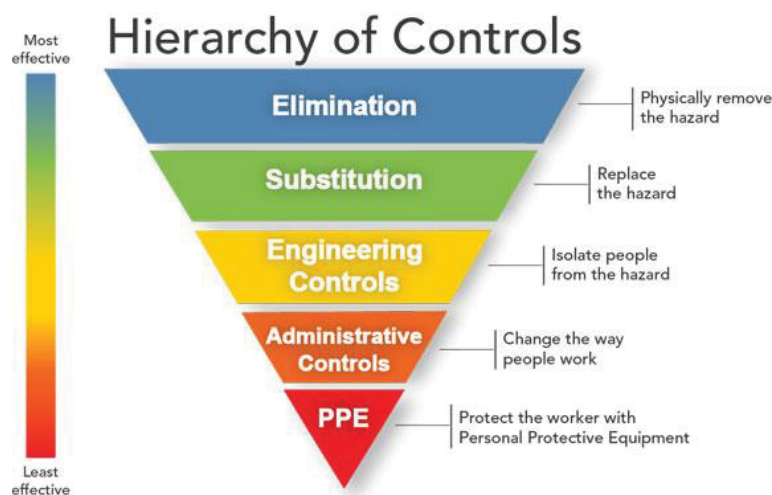 Hierarchy of Controls
Most
effective
Elimination
Physically remove
the hazard
Substitution
Replace
the hazard
Engineering
Controls
Isolate people
from the hazard
Administrative
Controls
Change the way
people work
PPE
Protect the worker with
Personal Protective Equipment
Least
effective